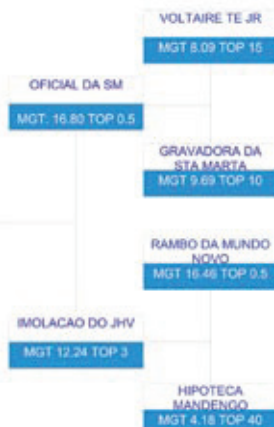 VOLTAIRE TE JR
MGT 8.09 TOP 15
OFICIAL DA SM
MGT: 16.80 TOP 0.5
GRAVADORA DA
STA MARTA
MGT 9.69 TOP 10
RAMBO DA MUNDO
NOVO
MGT 16.46 TOP 0.5
IMOLACAO DO JHV
MGT 12.24 TOP 3
HIPOTECA
MANDENGO
MGT 4.18 TOP 40